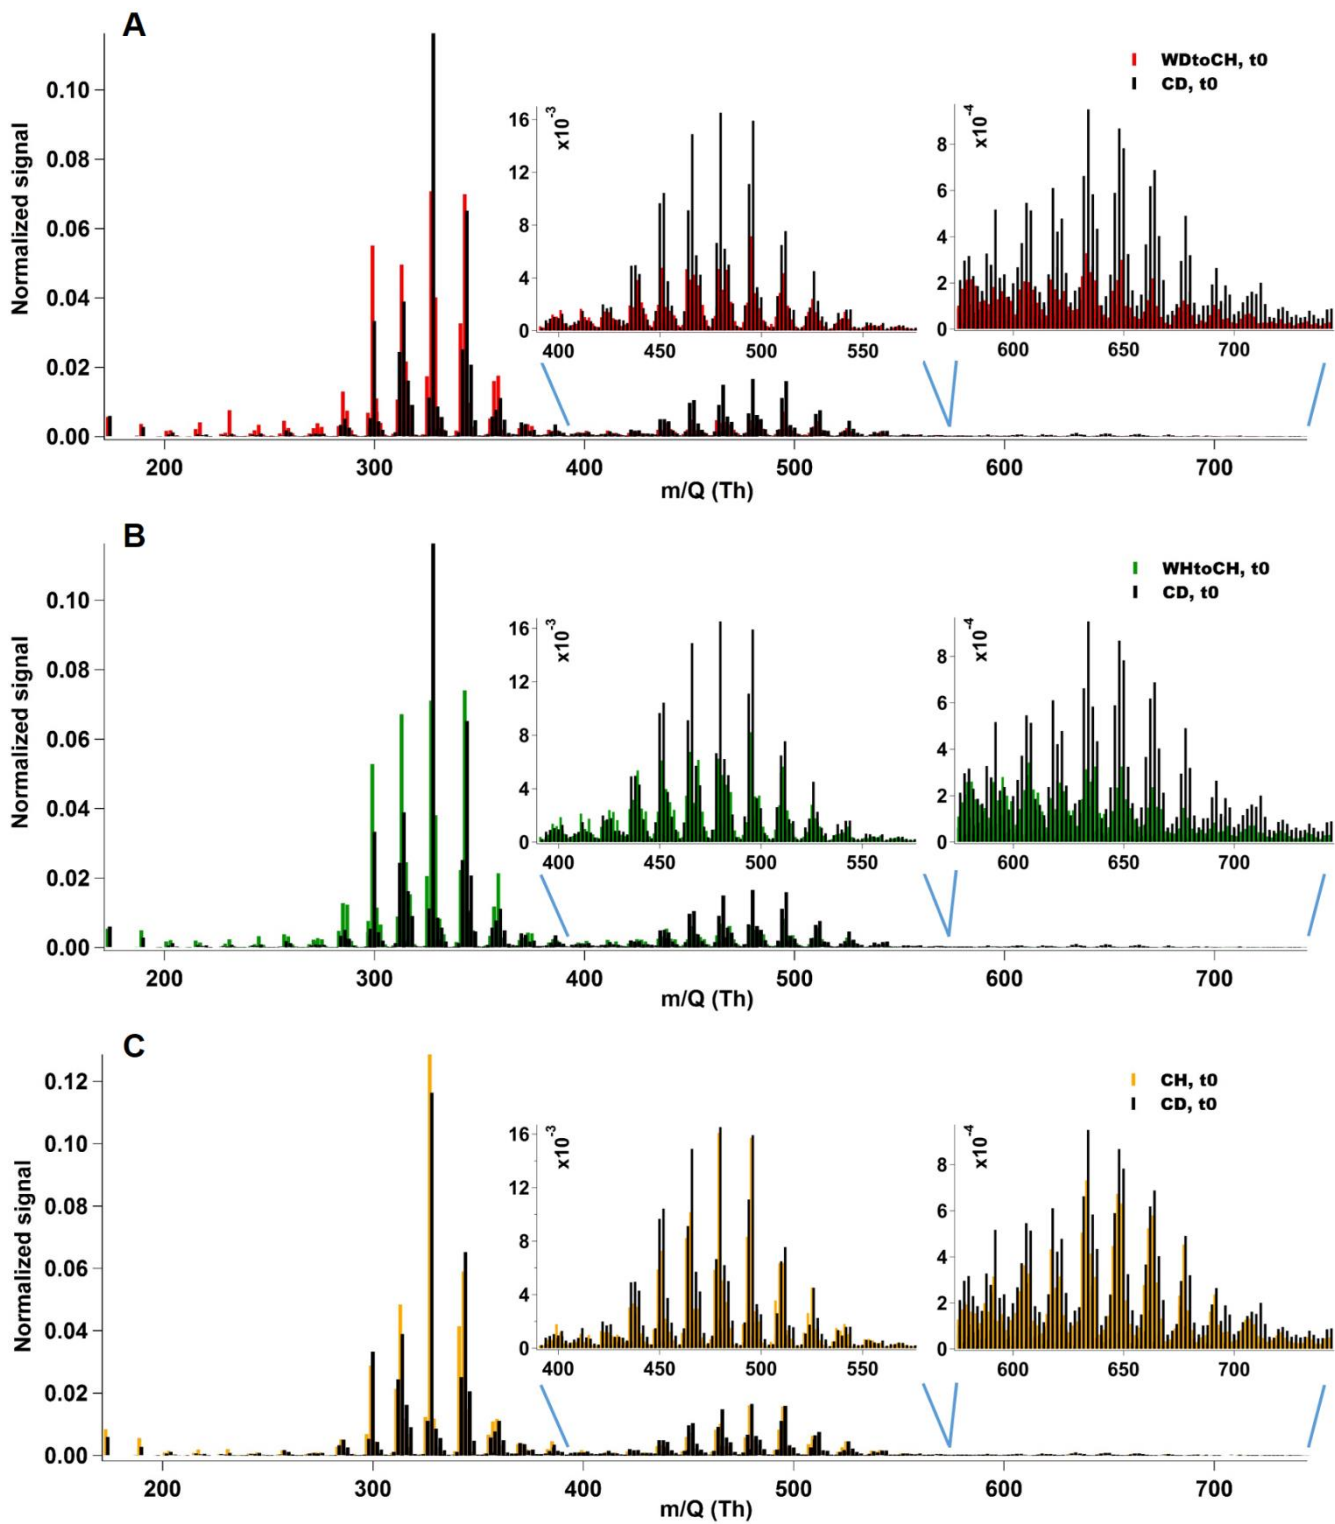 A
WDtoCH, t0
CD, t0
Normalized signal
0.10
0.08
0.06
0.04
0.02
0.00
x10⁻³
16
12
8
4
0
400 450 500 550
x10⁻⁴
8
6
4
2
0
600 650 700
200 300 400 500 600 700
m/Q (Th)
B
WHtoCH, t0
CD, t0
Normalized signal
0.10
0.08
0.06
0.04
0.02
0.00
x10⁻³
16
12
8
4
0
400 450 500 550
x10⁻⁴
8
6
4
2
0
600 650 700
200 300 400 500 600 700
m/Q (Th)
C
CH, t0
CD, t0
Normalized signal
0.12
0.10
0.08
0.06
0.04
0.02
0.00
x10⁻³
16
12
8
4
0
400 450 500 550
x10⁻⁴
8
6
4
2
0
600 650 700
200 300 400 500 600 700
m/Q (Th)